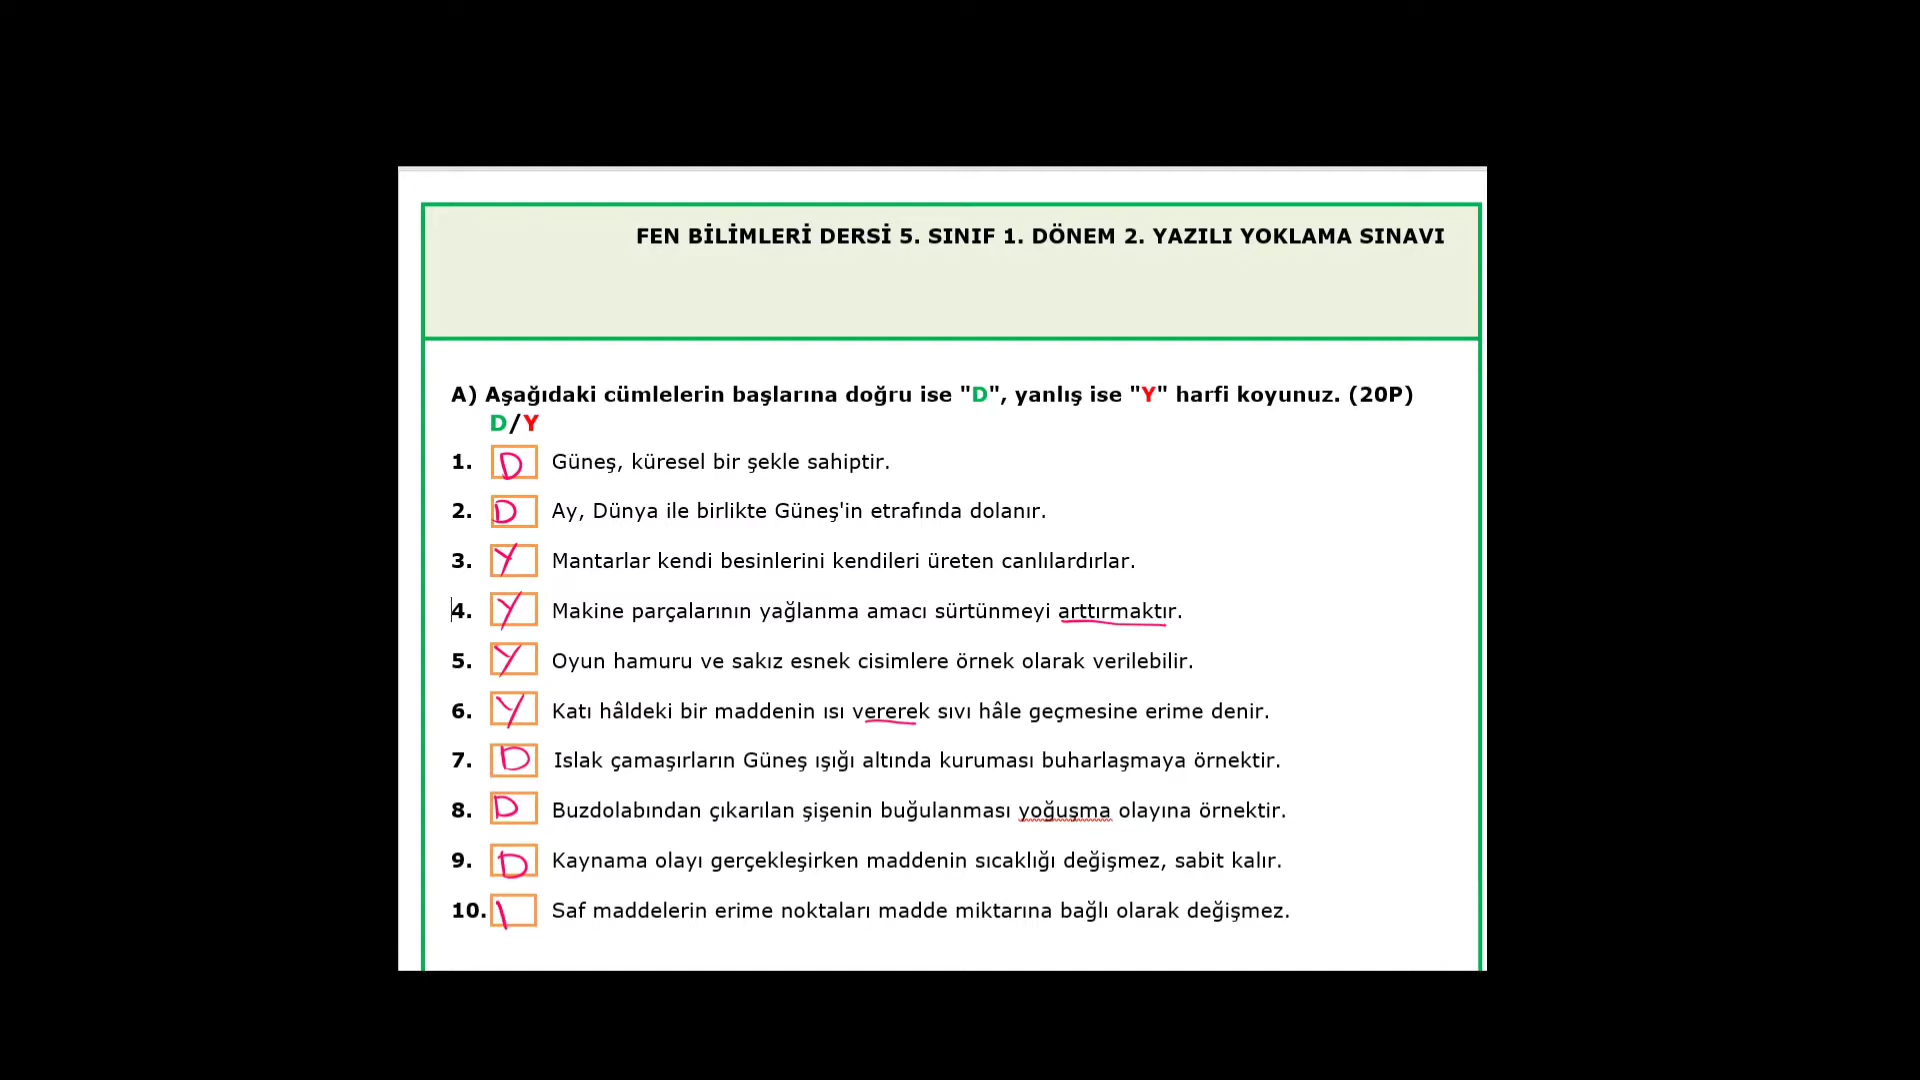 FEN BİLİMLERİ DERSİ 5. SINIF 1. DÖNEM 2. YAZILI YOKLAMA SINAVI
A) Aşağıdaki cümlelerin başlarına doğru ise "D", yanlış ise "Y" harfi koyunuz. (20P)
D/Y
1. D Güneş, küresel bir şekle sahiptir.
2. D Ay, Dünya ile birlikte Güneş'in etrafında dolanır.
3. Y Mantarlar kendi besinlerini kendileri üreten canlılardırlar.
4. Y Makine parçalarının yağlanma amacı sürtünmeyi arttırmaktır.
5. Y Oyun hamuru ve sakız esnek cisimlere örnek olarak verilebilir.
6. Y Katı hâldeki bir maddenin ısı vererek sıvı hâle geçmesine erime denir.
7. D Islak çamaşırların Güneş ışığı altında kuruması buharlaşmaya örnektir.
8. D Buzdolabından çıkarılan şişenin buğulanması yoğuşma olayına örnektir.
9. D Kaynama olayı gerçekleşirken maddenin sıcaklığı değişmez, sabit kalır.
10. Saf maddelerin erime noktaları madde miktarına bağlı olarak değişmez.